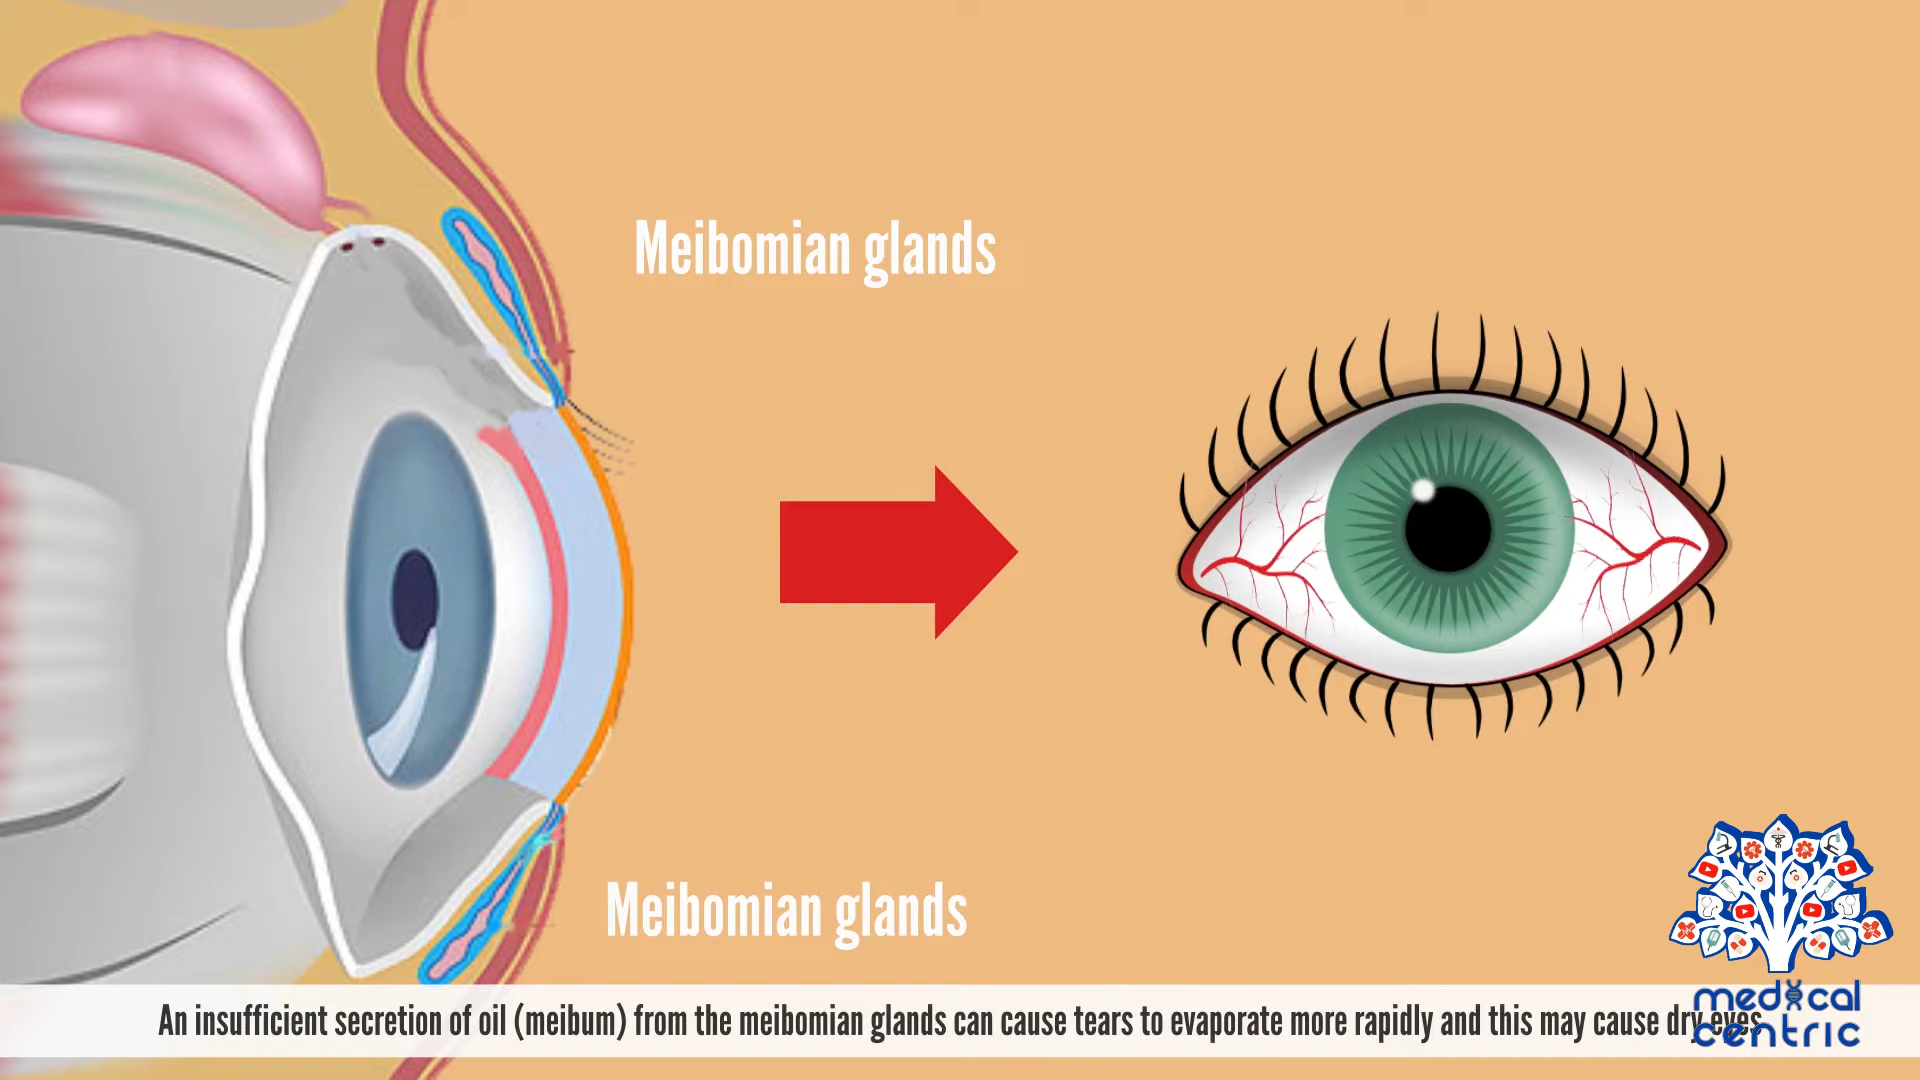 Meibomian glands
Meibomian glands
An insufficient secretion of oil (meibum) from the meibomian glands can cause tears to evaporate more rapidly and this may cause dry eyes
medical
centric